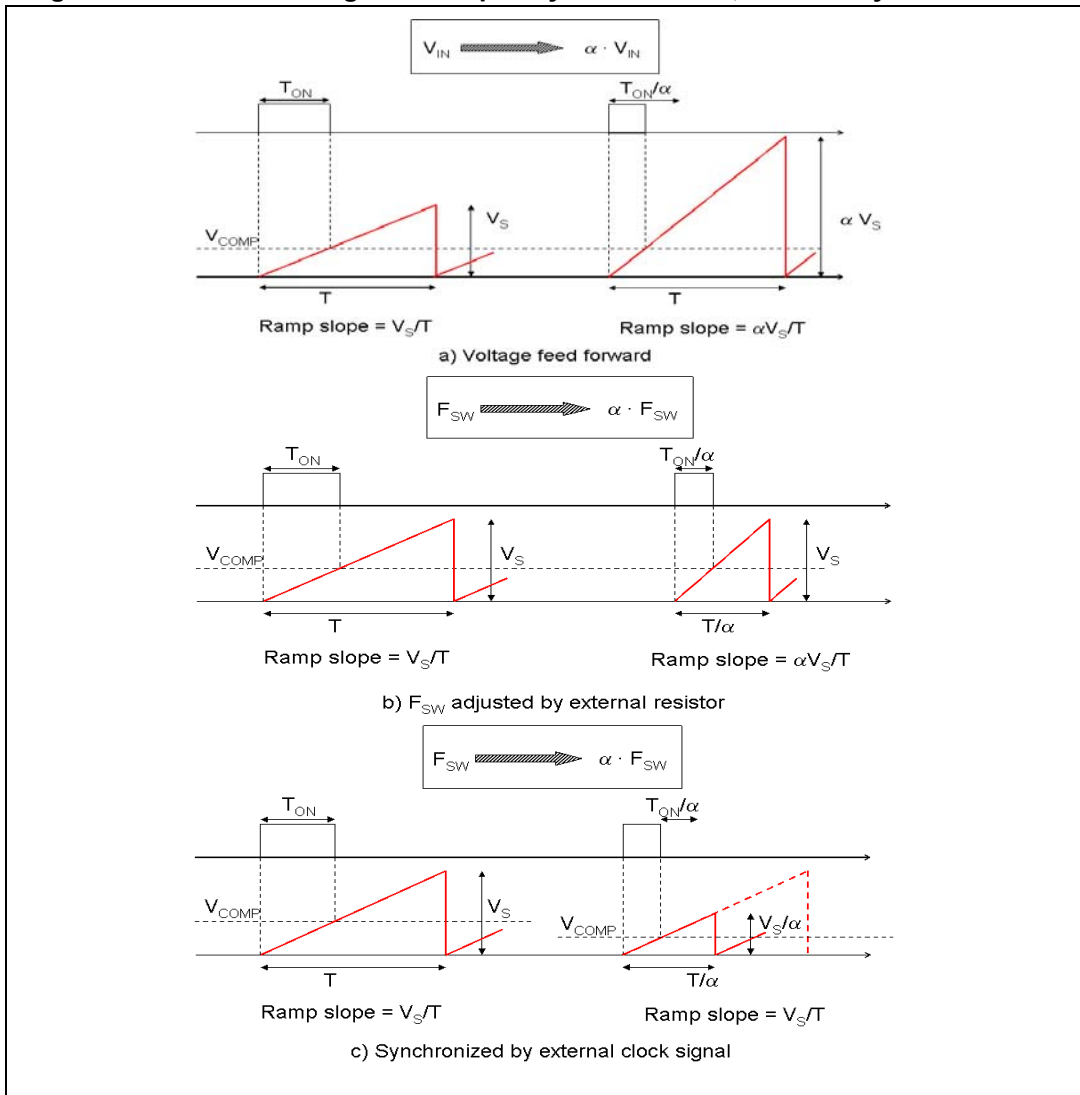 V_IN α · V_IN
T_ON T_ON/α
V_S
V_COMP α V_S
T T
Ramp slope = V_S/T Ramp slope = αV_S/T
a) Voltage feed forward
F_SW α · F_SW
T_ON T_ON/α
V_COMP V_S V_S
T T/α
Ramp slope = V_S/T Ramp slope = αV_S/T
b) F_SW adjusted by external resistor
F_SW α · F_SW
T_ON T_ON/α
V_COMP V_S V_COMP V_S/α
T T/α
Ramp slope = V_S/T Ramp slope = V_S/T
c) Synchronized by external clock signal